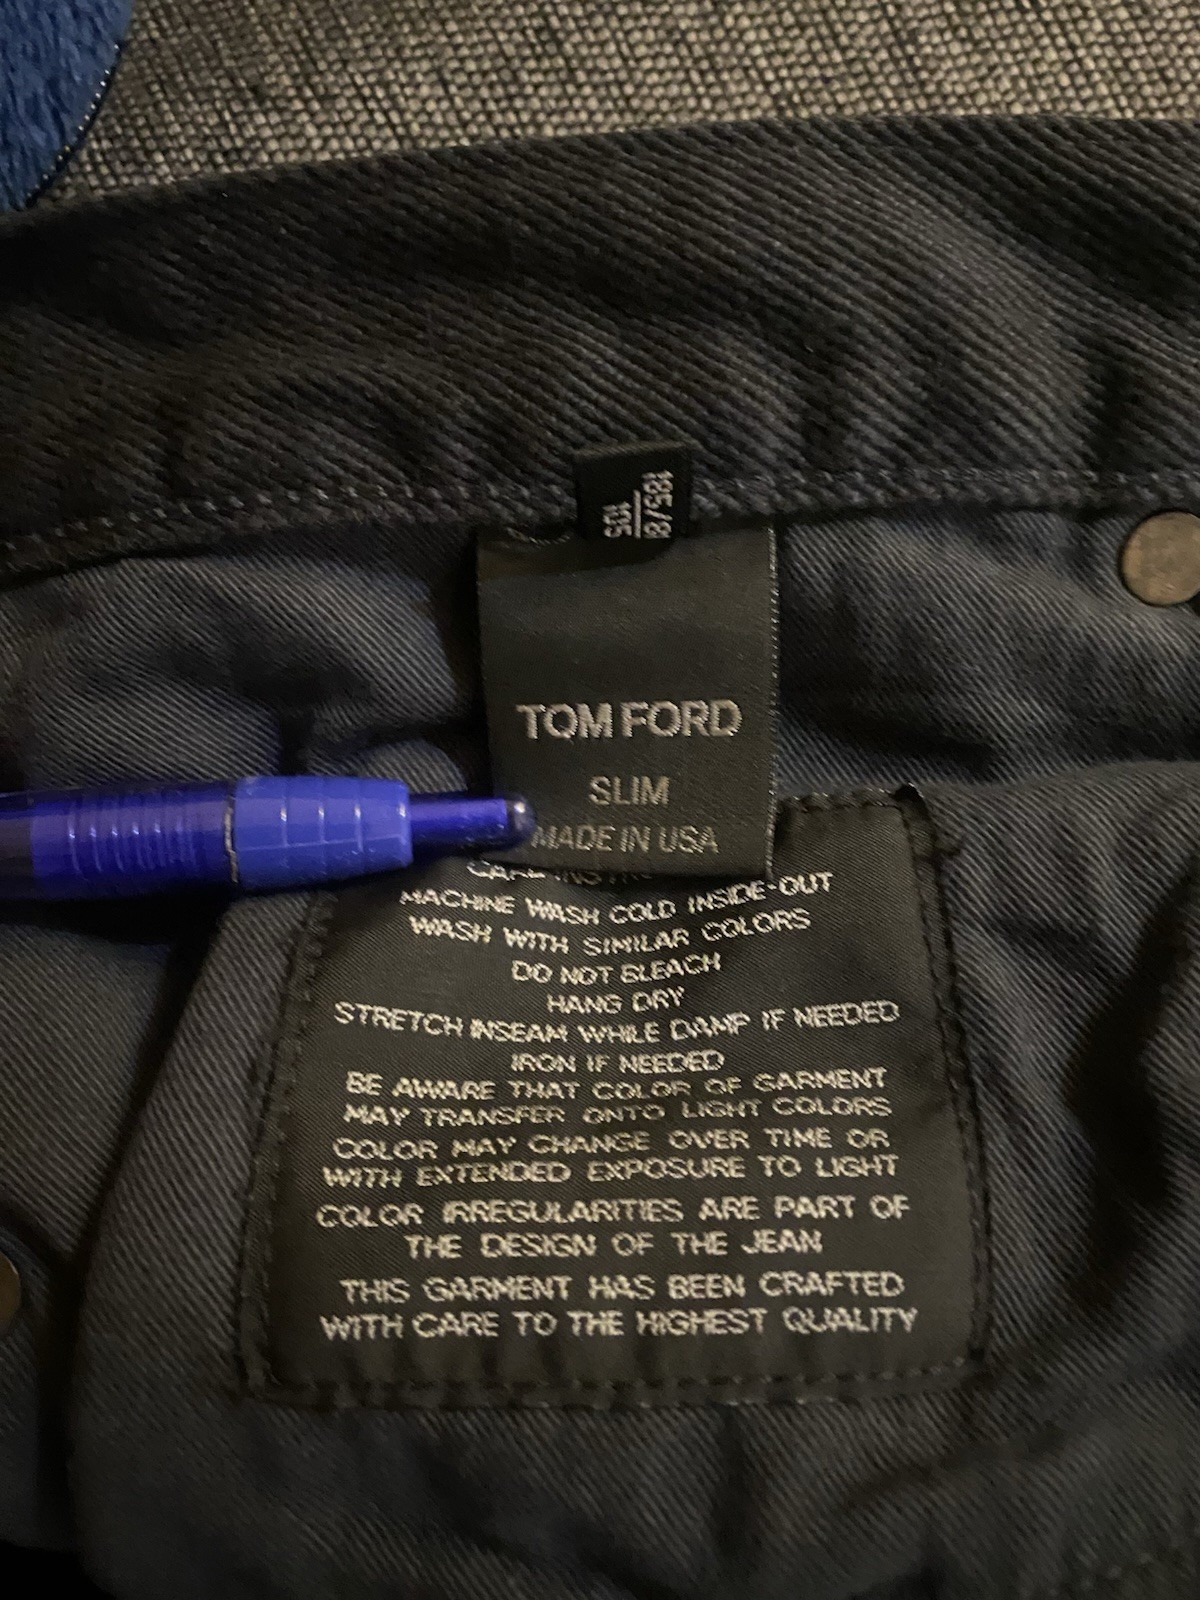 105
TOM FORD
SLIM
MADE IN USA
MACHINE WASH COLD INSIDE-OUT
WASH WITH SIMILAR COLORS
DO NOT BLEACH
HANG DRY
STRETCH INSEAM WHILE DAMP IF NEEDED
IRON IF NEEDED
BE AWARE THAT COLOR OF GARMENT
MAY TRANSFER ONTO LIGHT COLORS
COLOR MAY CHANGE OVER TIME OR
WITH EXTENDED EXPOSURE TO LIGHT
COLOR IRREGULARITIES ARE PART OF
THE DESIGN OF THE JEAN
THIS GARMENT HAS BEEN CRAFTED
WITH CARE TO THE HIGHEST QUALITY